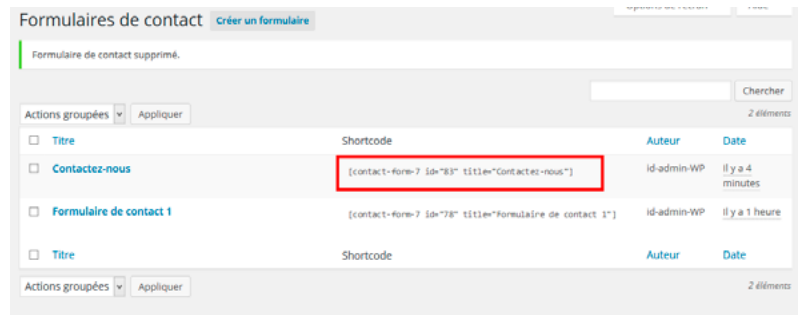 Formulaires de contact Créer un formulaire
Formulaire de contact supprimé.
Chercher
Actions groupées Appliquer 2 éléments
Titre Shortcode Auteur Date
Contactez-nous [contact-form-7 id="83" title="Contactez-nous"] id-admin-WP Il y a 4
minutes
Formulaire de contact 1 [contact-form-7 id="78" title="Formulaire de contact 1"] id-admin-WP Il y a 1 heure
Titre Shortcode Auteur Date
Actions groupées Appliquer 2 éléments